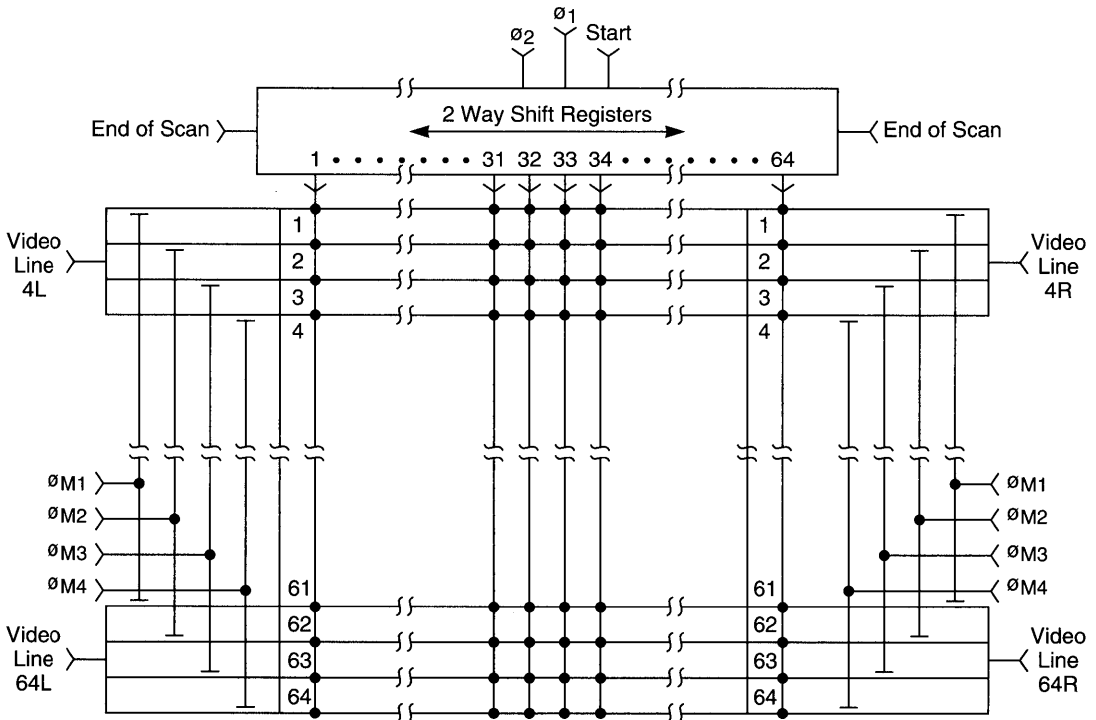 ø1
ø2 Start
2 Way Shift Registers
End of Scan
End of Scan
1 . . . . . . . 31 32 33 34 . . . . . . . 64
Video
Line
4L
1
2
3
4
1
2
3
4
Video
Line
4R
øM1
øM2
øM3
øM4
øM1
øM2
øM3
øM4
Video
Line
64L
61
62
63
64
61
62
63
64
Video
Line
64R